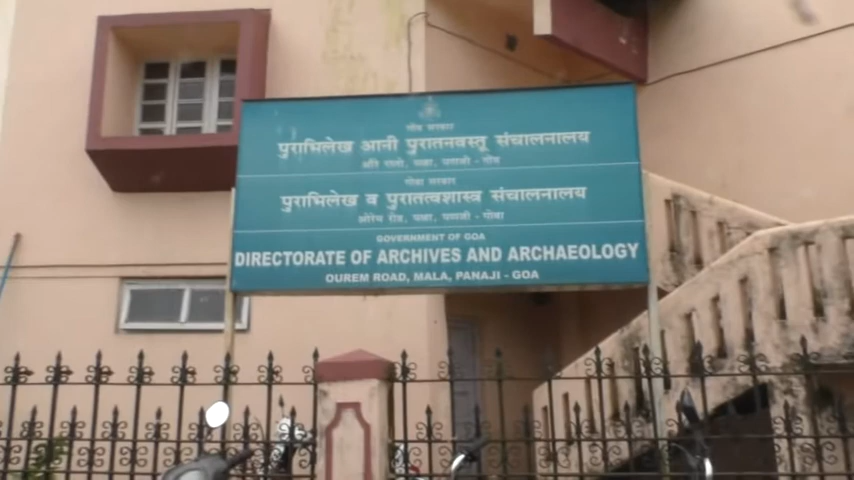 गोंय सरकार
पुराभिलेख आनी पुरातनवस्तू संचालनालय
सरकार
पुराभिलेख व पुरातत्वशास्त्र संचालनालय
GOVERNMENT OF GOA
DIRECTORATE OF ARCHIVES AND ARCHAEOLOGY
OUREM ROAD, MALA, PANAJI - GOA